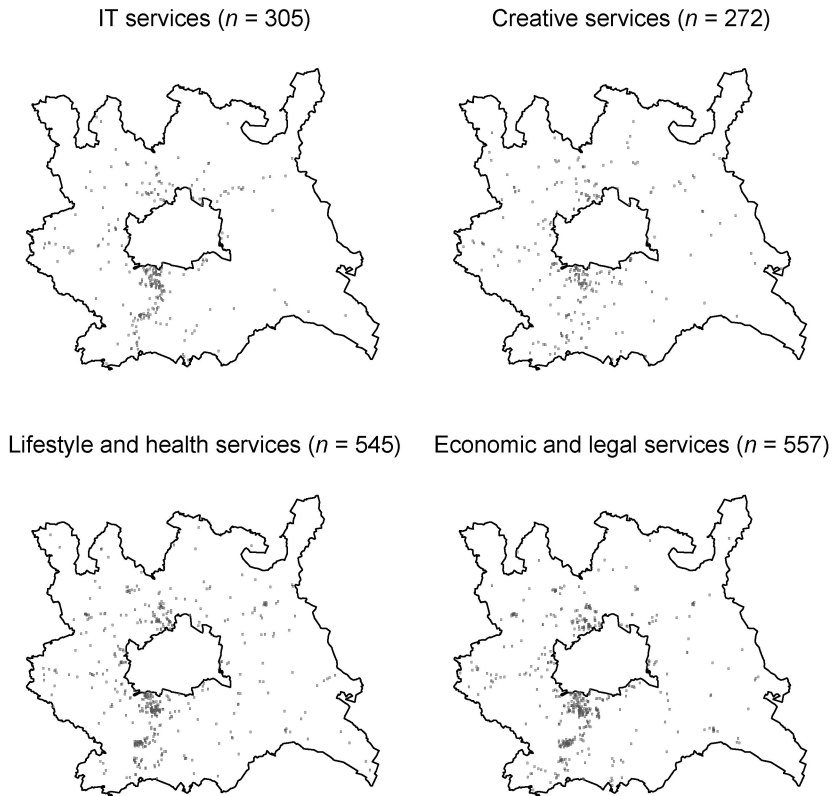 IT services (n = 305)
Creative services (n = 272)
Lifestyle and health services (n = 545)
Economic and legal services (n = 557)